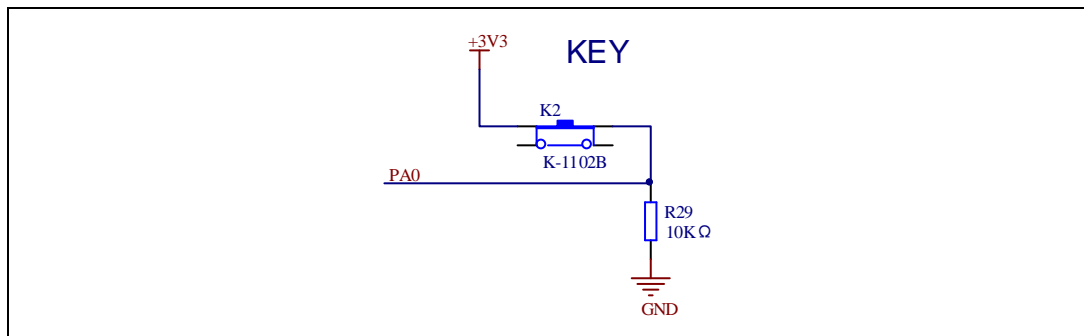 +3V3
KEY
K2
K-1102B
PA0
R29
10KΩ
GND